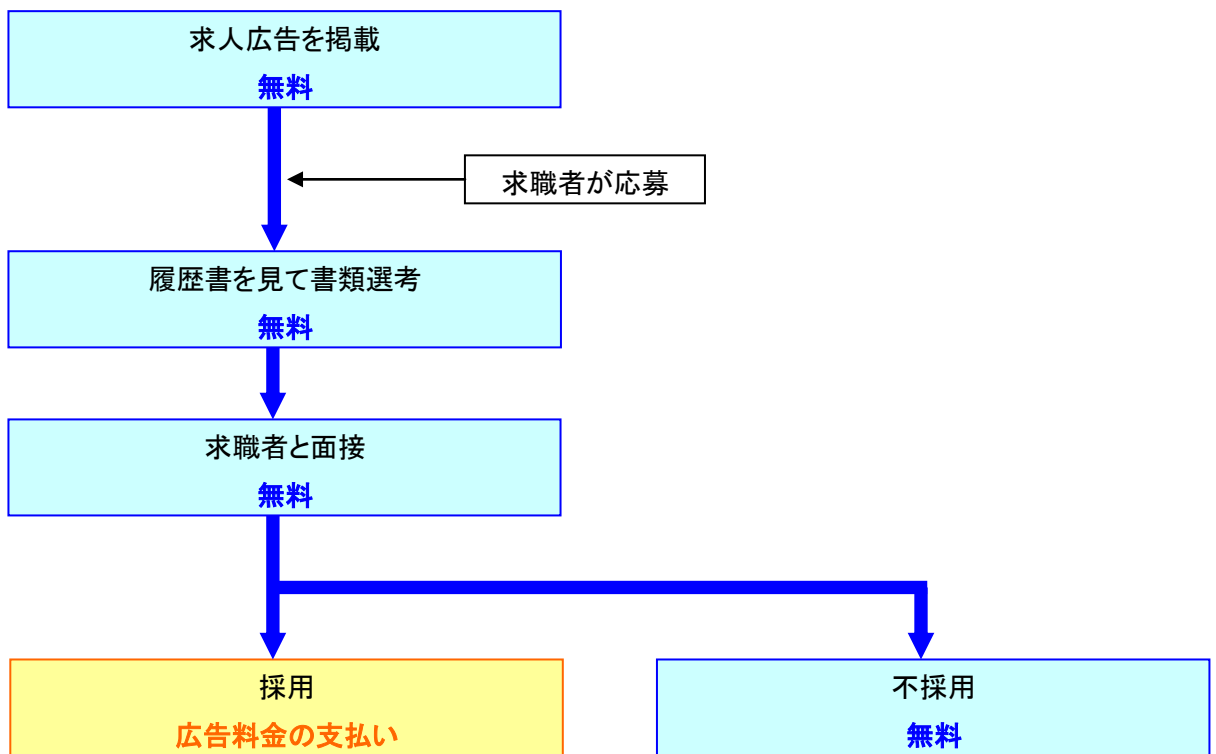 求人広告を掲載
無料
求職者が応募
履歴書を見て書類選考
無料
求職者と面接
無料
採用
広告料金の支払い
不採用
無料